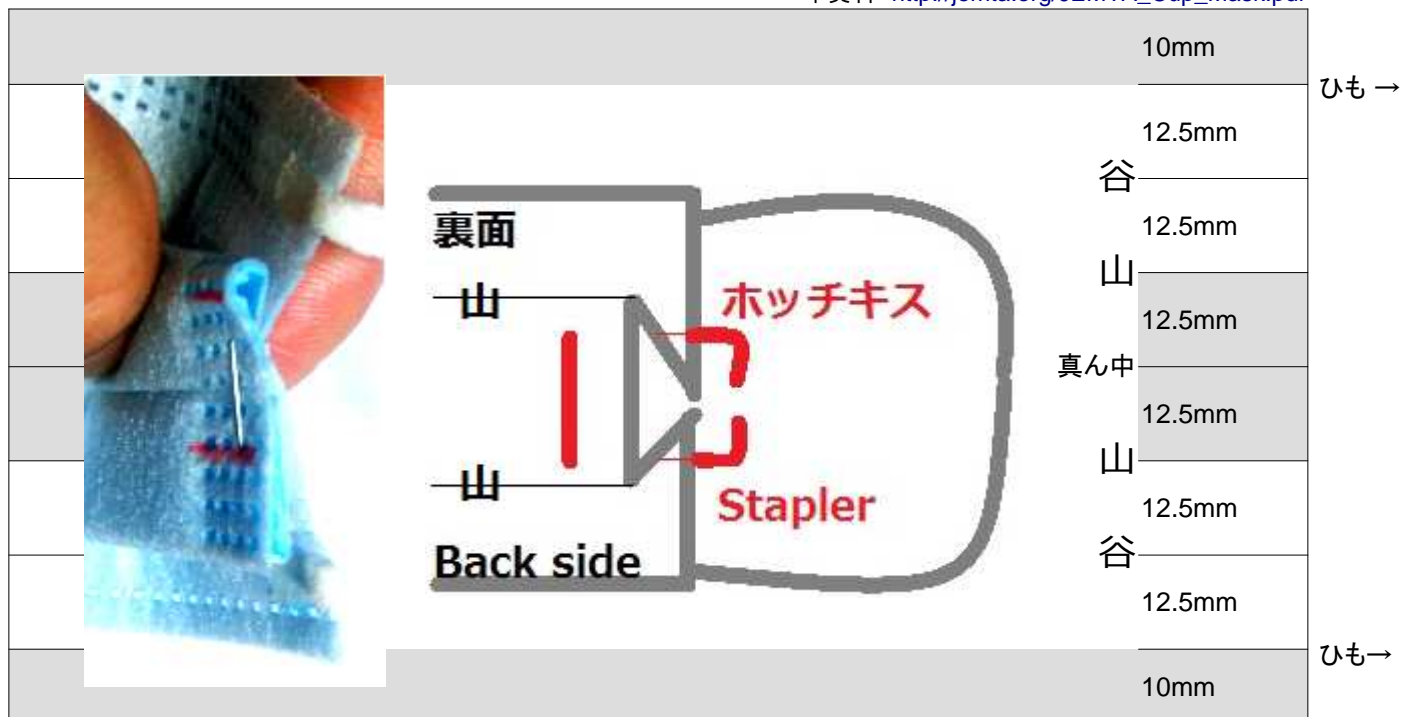 10mm
ひも →
12.5mm
谷
12.5mm
裏面
山
山
ホッチキス
12.5mm
真ん中
12.5mm
山
山
Stapler
12.5mm
谷
Back side
12.5mm
ひも→
10mm